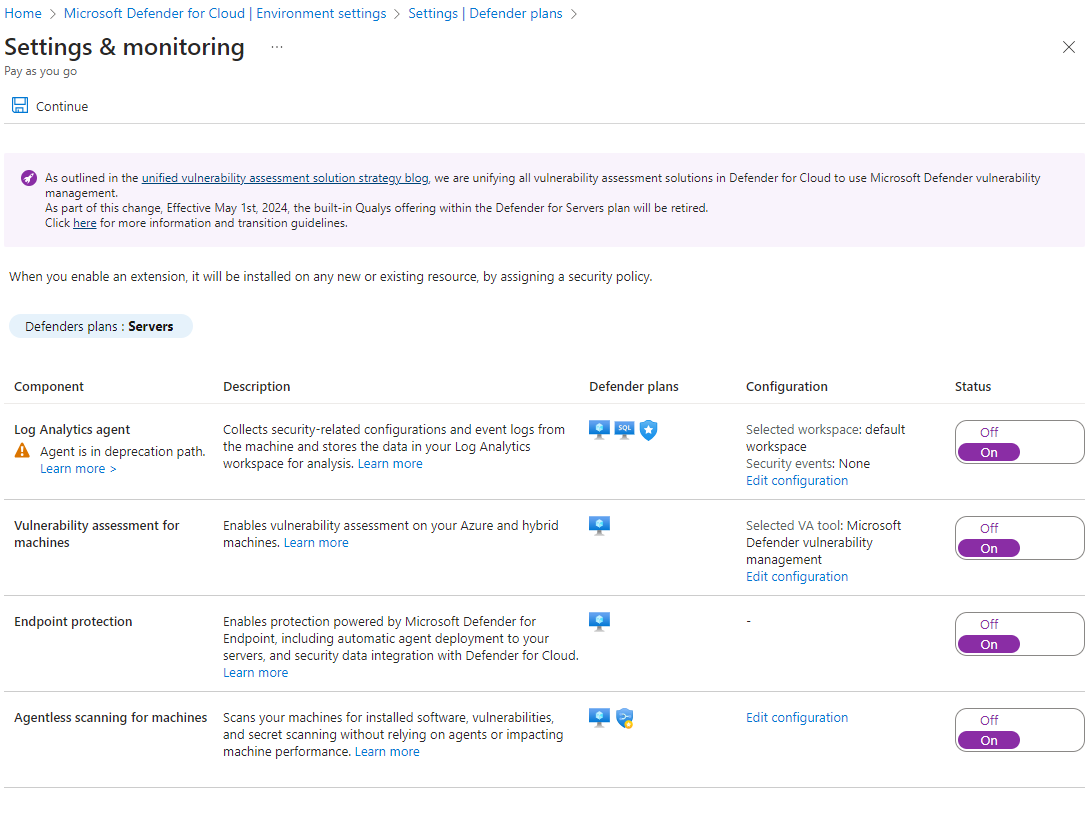 Home > Microsoft Defender for Cloud | Environment settings > Settings | Defender plans >
Settings & monitoring ...
Pay as you go
Continue
As outlined in the unified vulnerability assessment solution strategy blog, we are unifying all vulnerability assessment solutions in Defender for Cloud to use Microsoft Defender vulnerability
management.
As part of this change, Effective May 1st, 2024, the built-in Qualys offering within the Defender for Servers plan will be retired.
Click here for more information and transition guidelines.
When you enable an extension, it will be installed on any new or existing resource, by assigning a security policy.
Defenders plans : Servers
Component Description Defender plans Configuration Status
Log Analytics agent
Agent is in deprecation path.
Learn more >
Collects security-related configurations and event logs from
the machine and stores the data in your Log Analytics
workspace for analysis. Learn more
SQL
Selected workspace: default
workspace
Security events: None
Edit configuration
Off
On
Vulnerability assessment for
machines
Enables vulnerability assessment on your Azure and hybrid
machines. Learn more
Selected VA tool: Microsoft
Defender vulnerability
management
Edit configuration
Off
On
Endpoint protection
Enables protection powered by Microsoft Defender for
Endpoint, including automatic agent deployment to your
servers, and security data integration with Defender for Cloud.
Learn more
-
Off
On
Agentless scanning for machines
Scans your machines for installed software, vulnerabilities,
and secret scanning without relying on agents or impacting
machine performance. Learn more
Edit configuration
Off
On